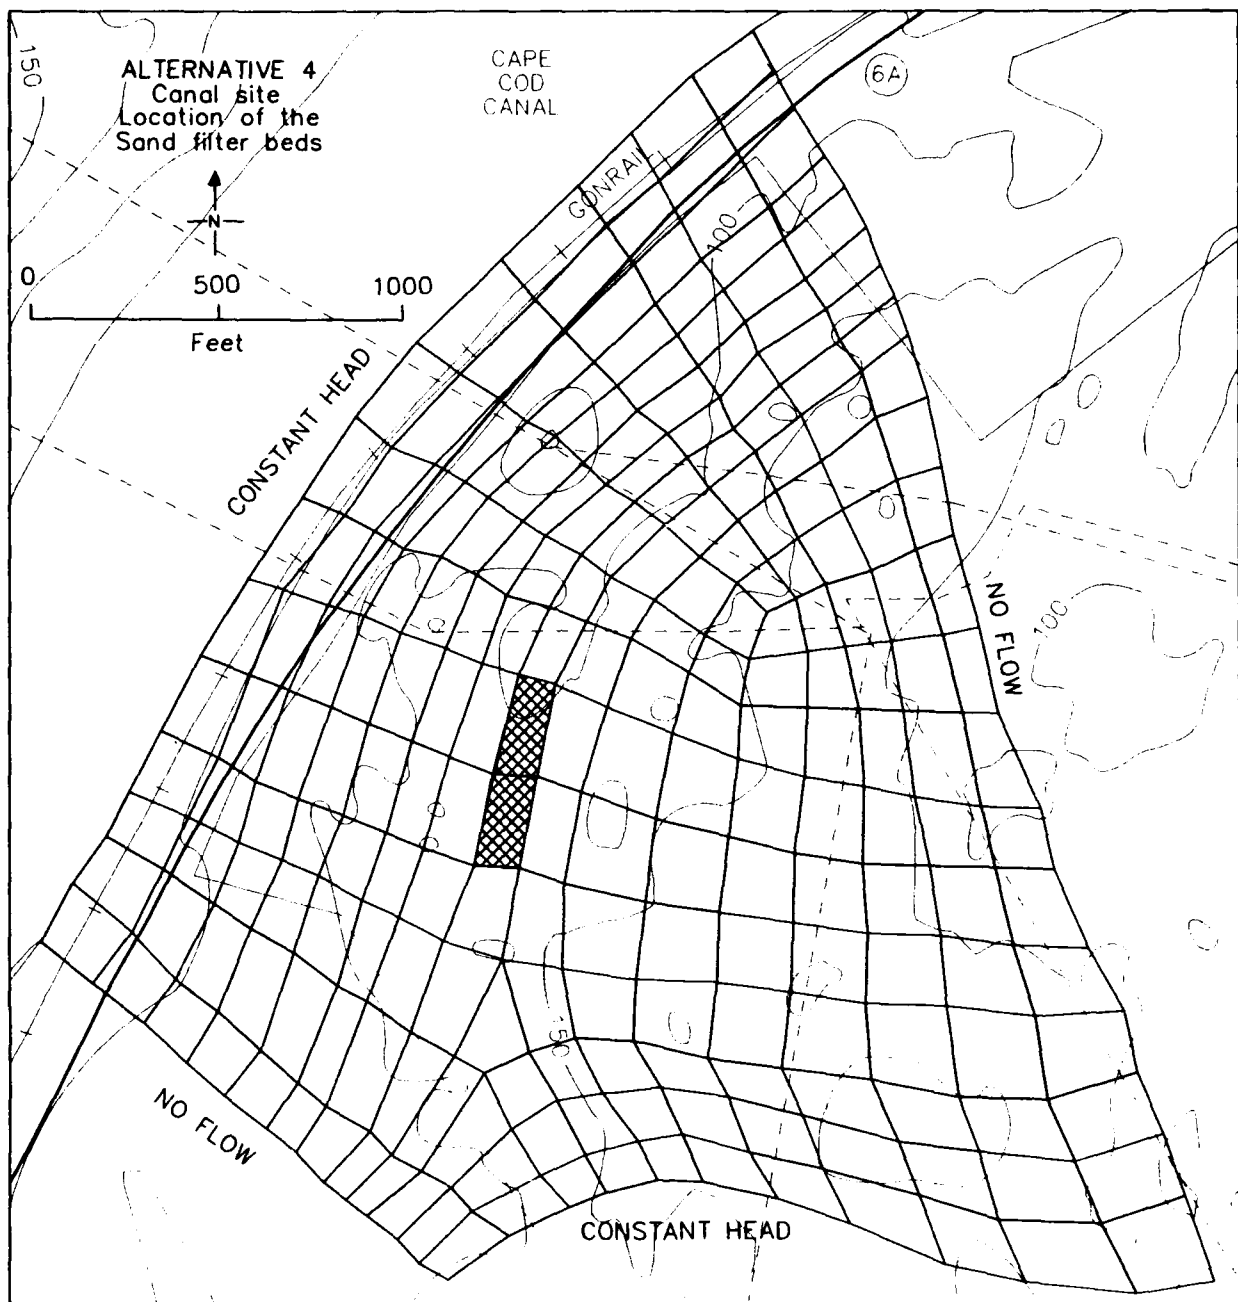 150
ALTERNATIVE 4
Canal site
Location of the
Sand filter beds
N
0 500 1000
Feet
CAPE
COD
CANAL
6A
CONRAIL
100
CONSTANT HEAD
NO FLOW
100
150
NO FLOW
CONSTANT HEAD